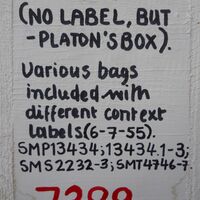 (NO LABEL, BUT
-PLATON'S BOX).
Various bags
included with
different context
Labels (6-7-55).
SMP13434; 13434.1-3;
SMS2232-3; SMT4746-7.
7288